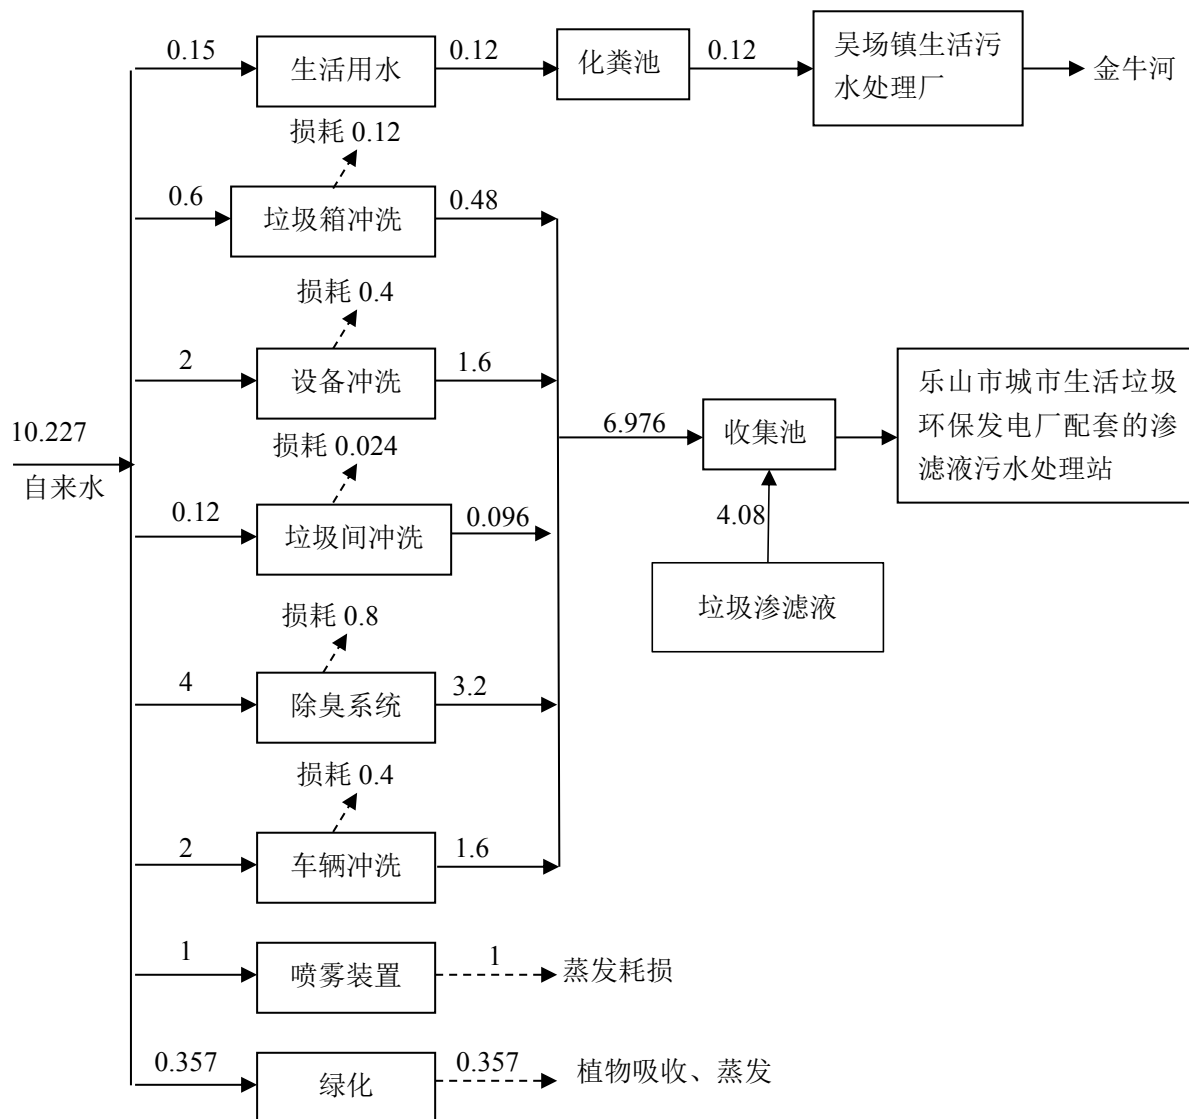 0.15
生活用水
0.12
化粪池
0.12
吴场镇生活污
水处理厂
金牛河
损耗 0.12
0.6
垃圾箱冲洗
0.48
损耗 0.4
2
设备冲洗
1.6
10.227
自来水
6.976
收集池
乐山市城市生活垃圾
环保发电厂配套的渗
滤液污水处理站
损耗 0.024
0.12
垃圾间冲洗
0.096
4.08
垃圾渗滤液
损耗 0.8
4
除臭系统
3.2
损耗 0.4
2
车辆冲洗
1.6
1
喷雾装置
1
蒸发耗损
0.357
绿化
0.357
植物吸收、蒸发